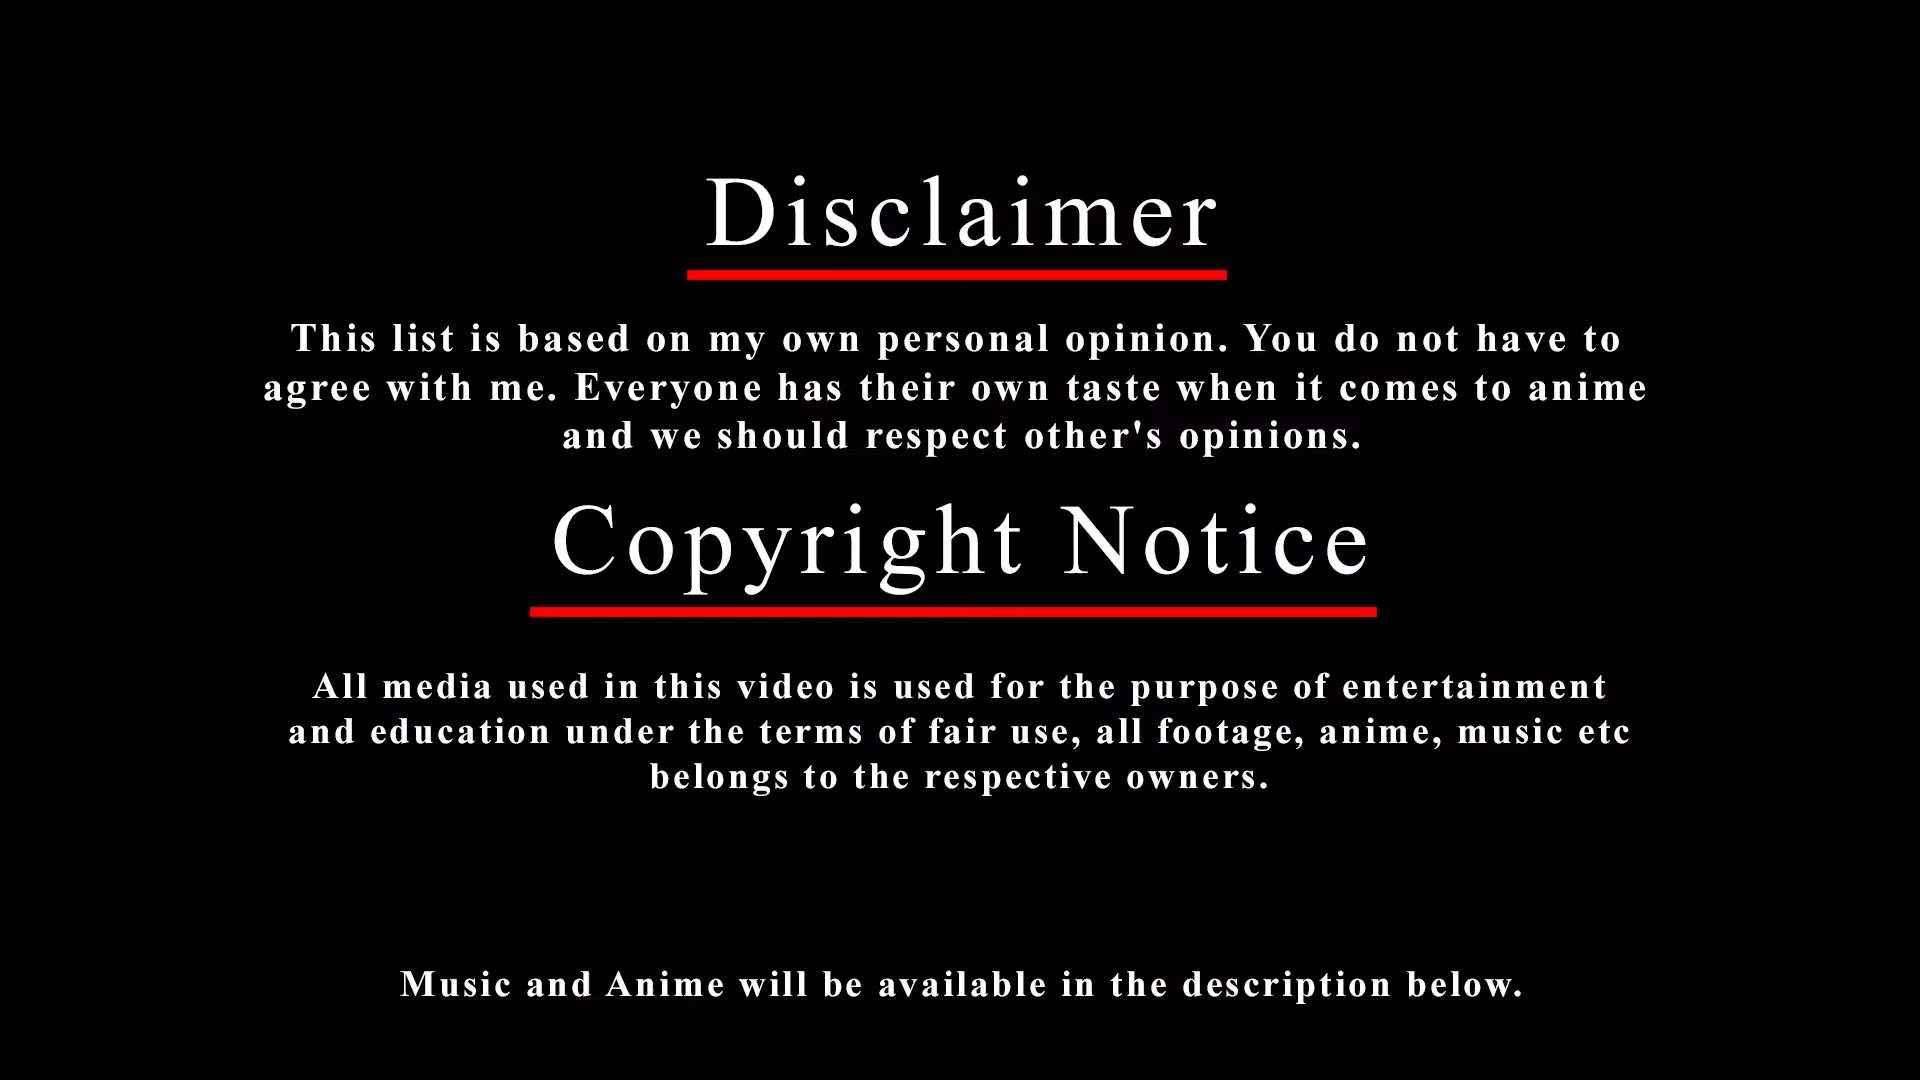 Disclaimer
This list is based on my own personal opinion. You do not have to
agree with me. Everyone has their own taste when it comes to anime
and we should respect other's opinions.
Copyright Notice
All media used in this video is used for the purpose of entertainment
and education under the terms of fair use, all footage, anime, music etc
belongs to the respective owners.
Music and Anime will be available in the description below.